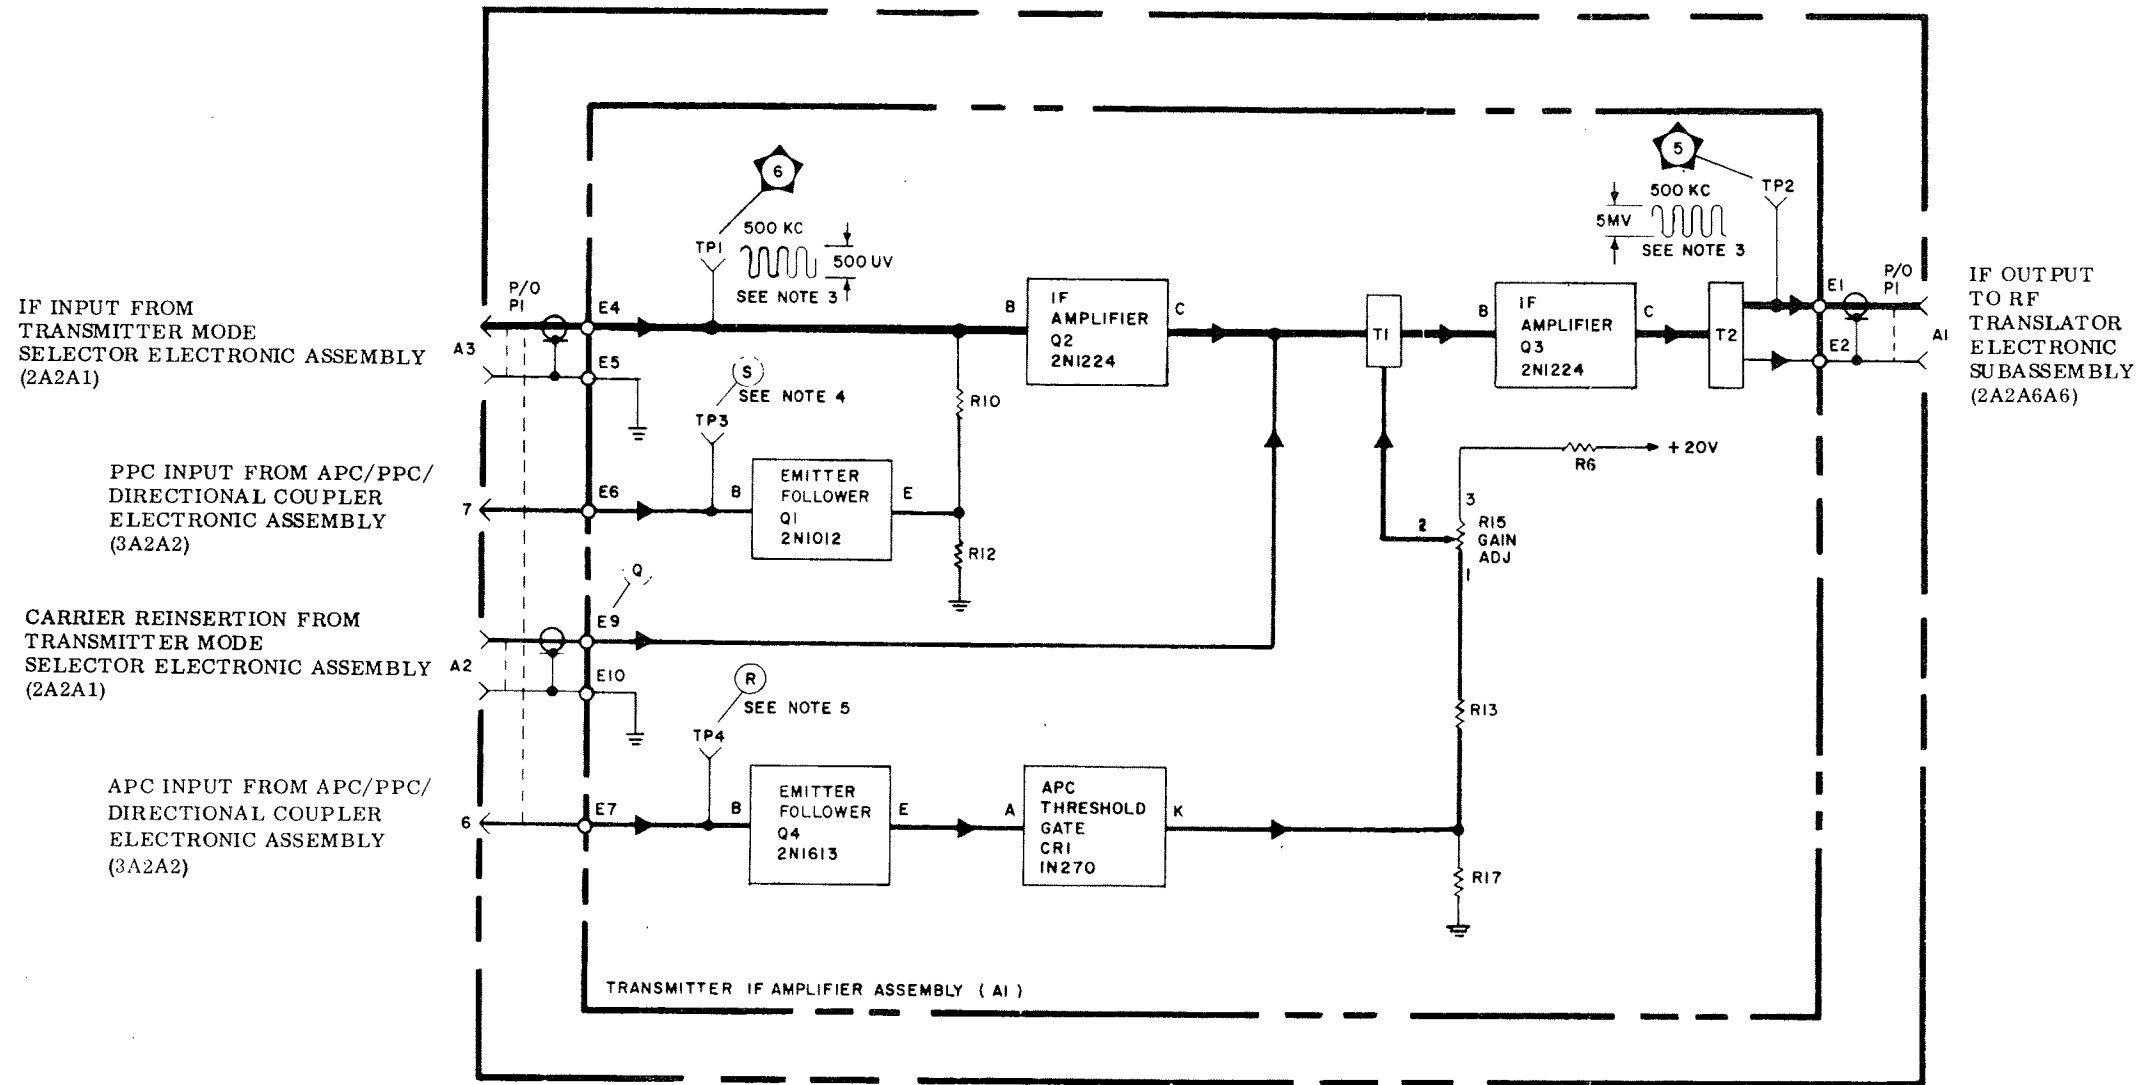 6
500 KC
TP1
500 UV
SEE NOTE 3
5
500 KC
TP2
5MV
SEE NOTE 3
IF INPUT FROM
TRANSMITTER MODE
SELECTOR ELECTRONIC ASSEMBLY
(2A2A1)
A3
P/O
P1
E4
E5
B
IF
AMPLIFIER
Q2
2N1224
C
T1
B
IF
AMPLIFIER
Q3
2N1224
C
T2
E1
E2
P/O
P1
A1
IF OUTPUT
TO RF
TRANSLATOR
ELECTRONIC
SUBASSEMBLY
(2A2A6A6)
S
SEE NOTE 4
TP3
R10
PPC INPUT FROM APC/PPC/
DIRECTIONAL COUPLER
ELECTRONIC ASSEMBLY
(3A2A2)
7
E6
B
EMITTER
FOLLOWER
Q1
2N1012
E
R12
R6
+20V
3
2
R15
GAIN
ADJ
1
Q
CARRIER REINSERTION FROM
TRANSMITTER MODE
SELECTOR ELECTRONIC ASSEMBLY
(2A2A1)
A2
E9
E10
R
SEE NOTE 5
TP4
R13
APC INPUT FROM APC/PPC/
DIRECTIONAL COUPLER
ELECTRONIC ASSEMBLY
(3A2A2)
6
E7
B
EMITTER
FOLLOWER
Q4
2N1613
E
A
APC
THRESHOLD
GATE
CR1
1N270
K
R17
TRANSMITTER IF AMPLIFIER ASSEMBLY (A1)